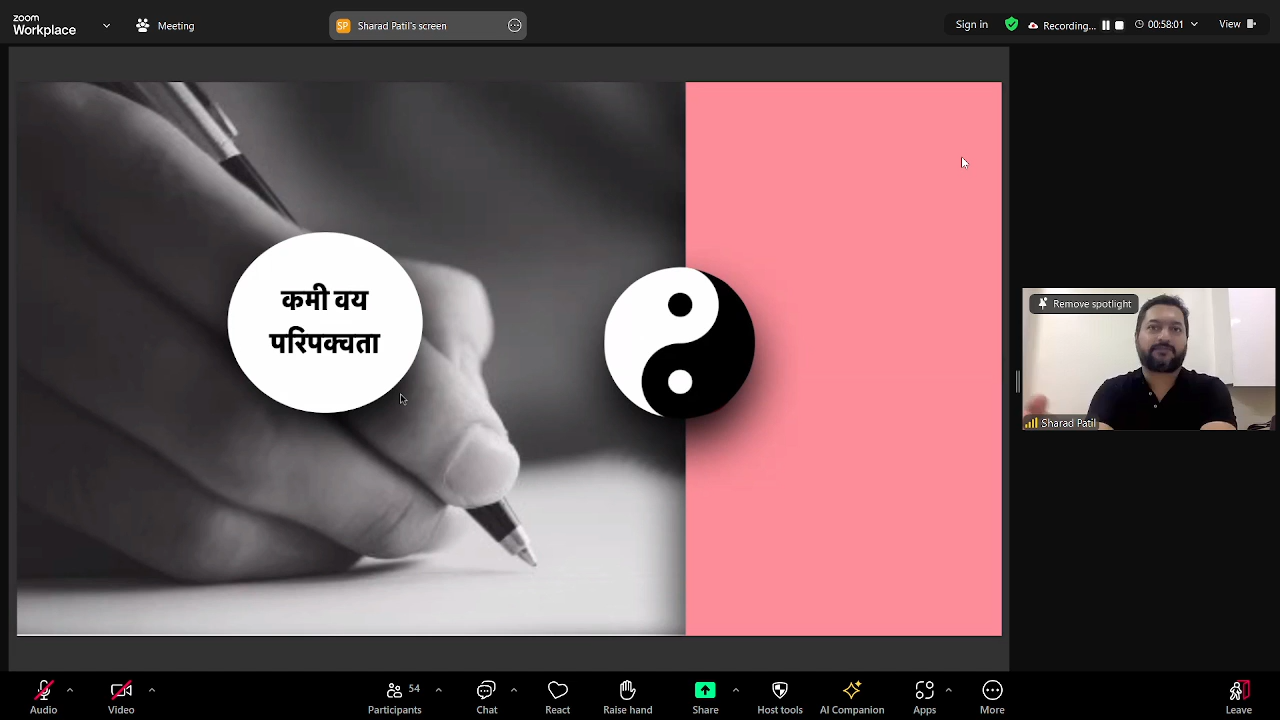 zoom
Workplace
Meeting
SP
Sharad Patil's screen
Sign in
Recording...
00:58:01
View
कमी वय
परिपक्वता
Remove spotlight
Sharad Patil
54
Audio
Video
Participants
Chat
React
Raise hand
Share
Host tools
AI Companion
Apps
More
Leave